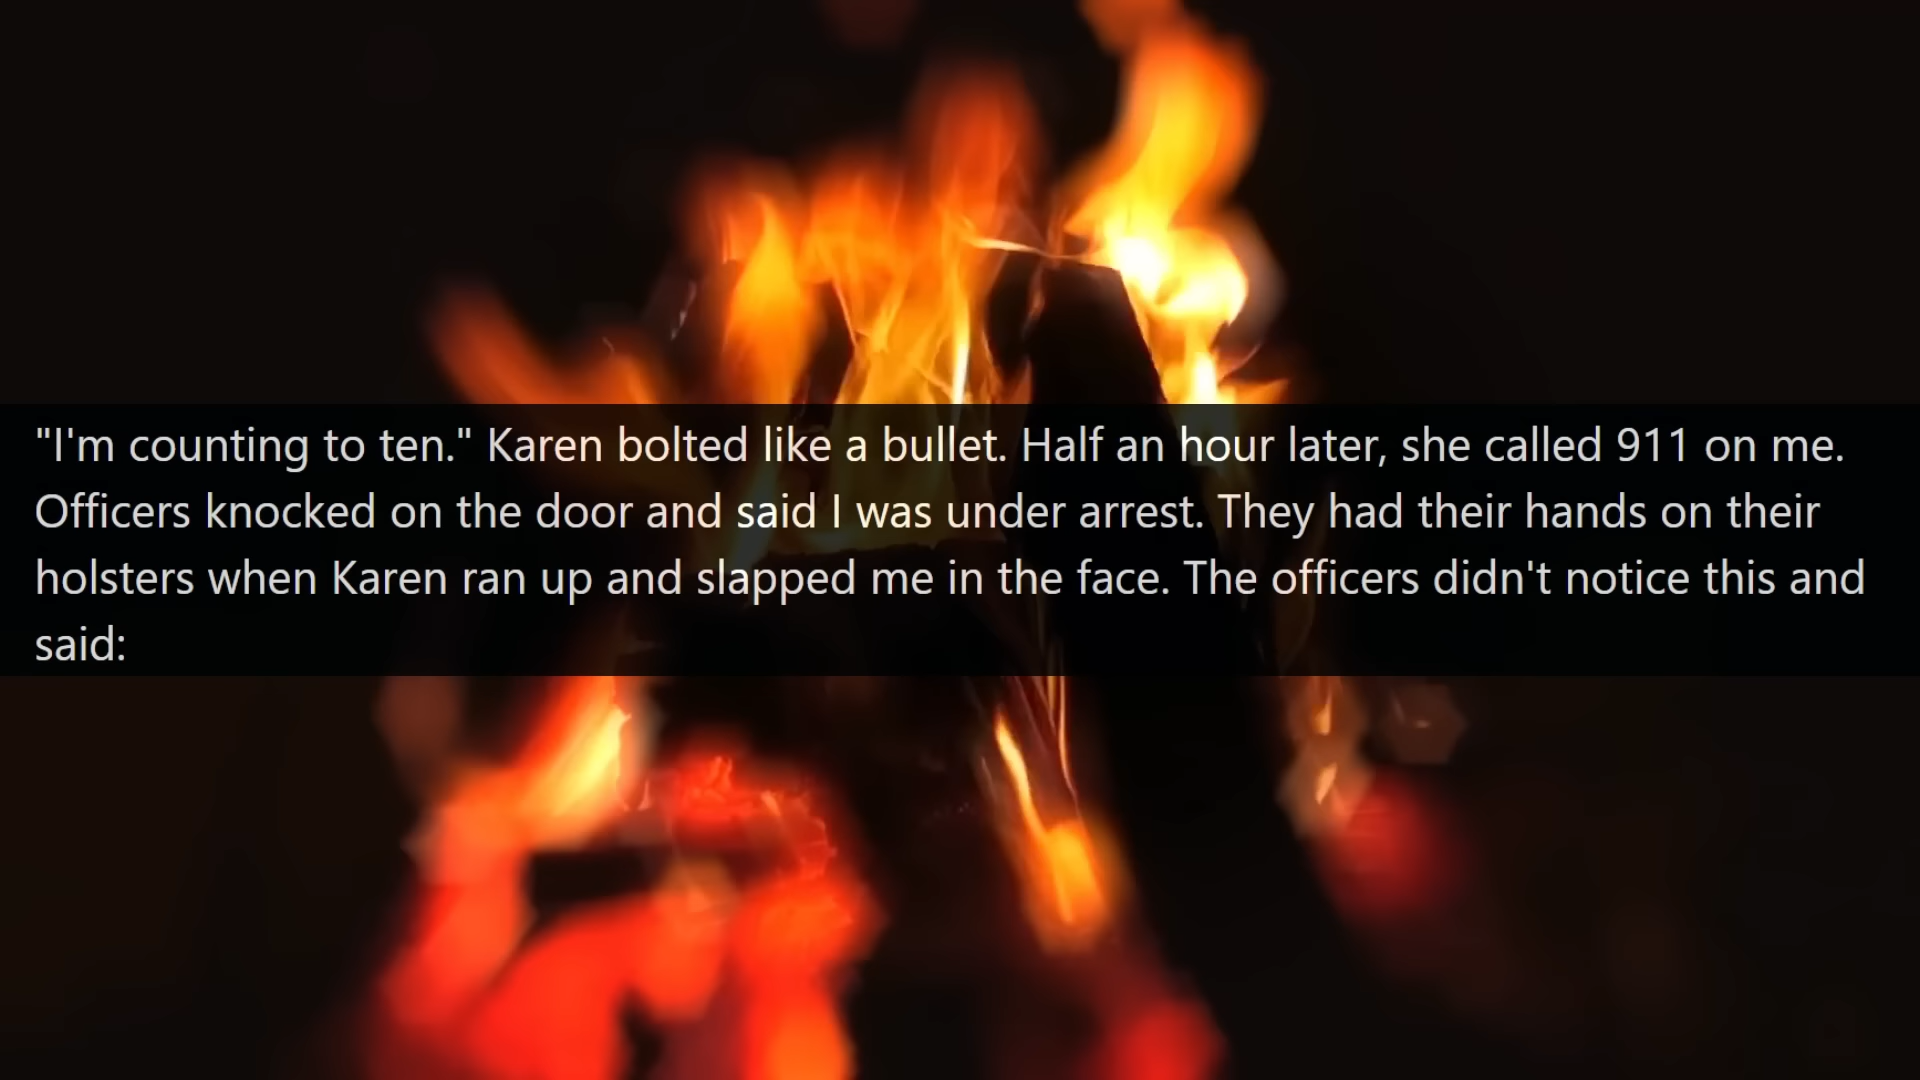 "I'm counting to ten." Karen bolted like a bullet. Half an hour later, she called 911 on me.
Officers knocked on the door and said I was under arrest. They had their hands on their
holsters when Karen ran up and slapped me in the face. The officers didn't notice this and
said: